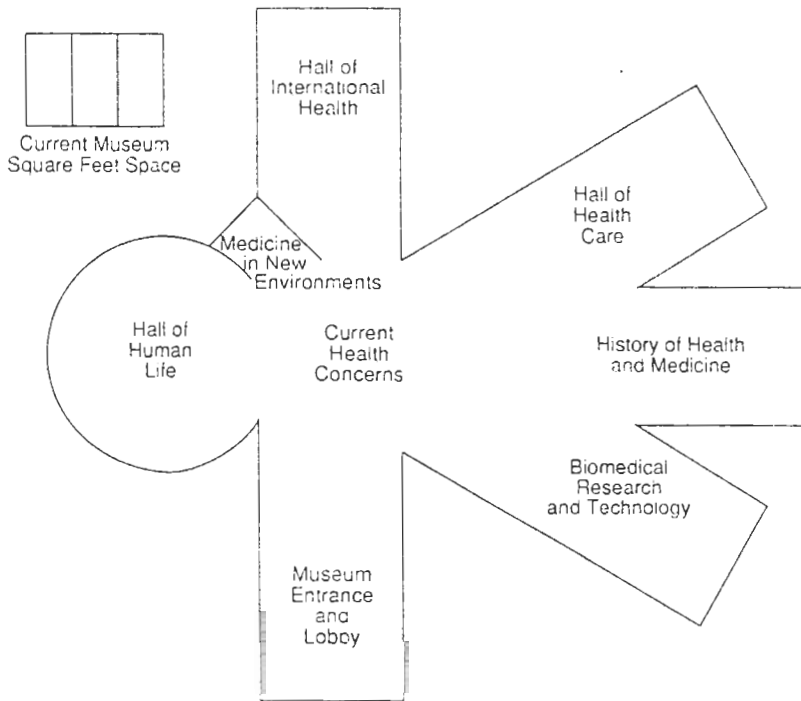 Current Museum
Square Feet Space
Hall of
International
Health
Hall of
Health
Care
Medicine
in New
Environments
Hall of
Human
Life
Current
Health
Concerns
History of Health
and Medicine
Biomedical
Research
and Technology
Museum
Entrance
and
Lobby